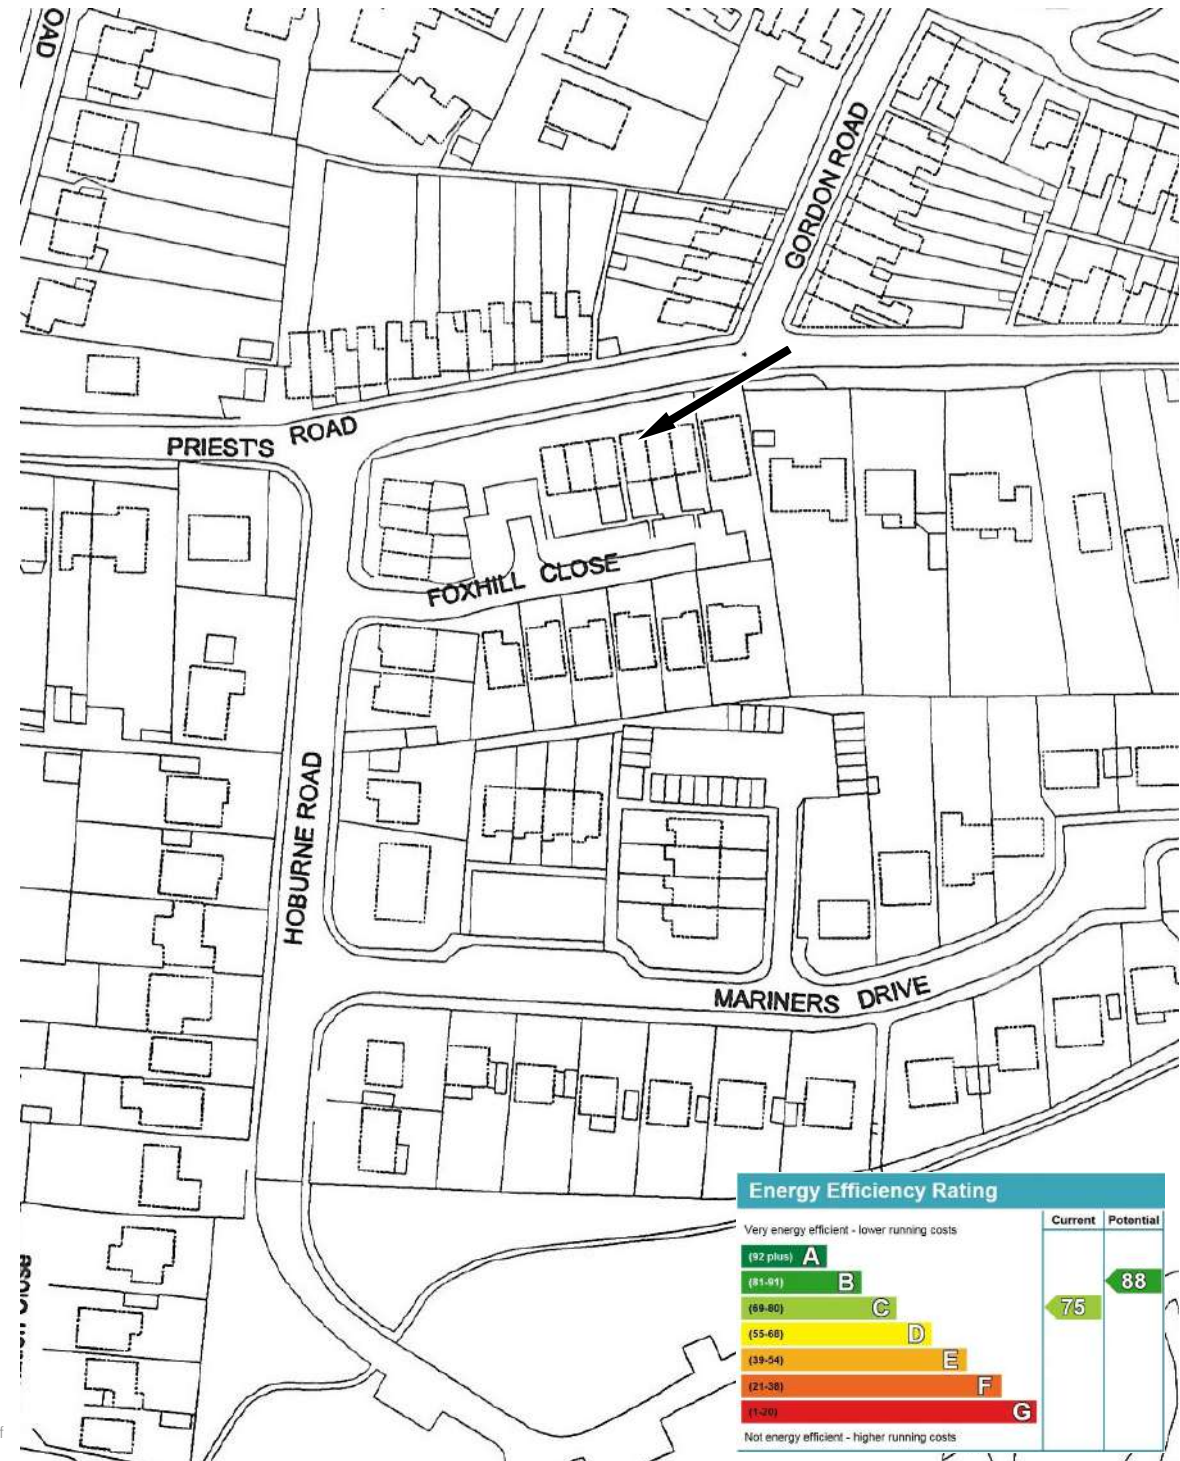 OAD
GORDON ROAD
PRIEST'S ROAD
FOXHILL CLOSE
HOBURNE ROAD
MARINERS DRIVE
Energy Efficiency Rating
Current Potential
Very energy efficient - lower running costs
(92 plus) A
(81-91) B
88
(69-80) C
75
(55-68) D
(39-54) E
(21-38) F
(1-20) G
Not energy efficient - higher running costs
f